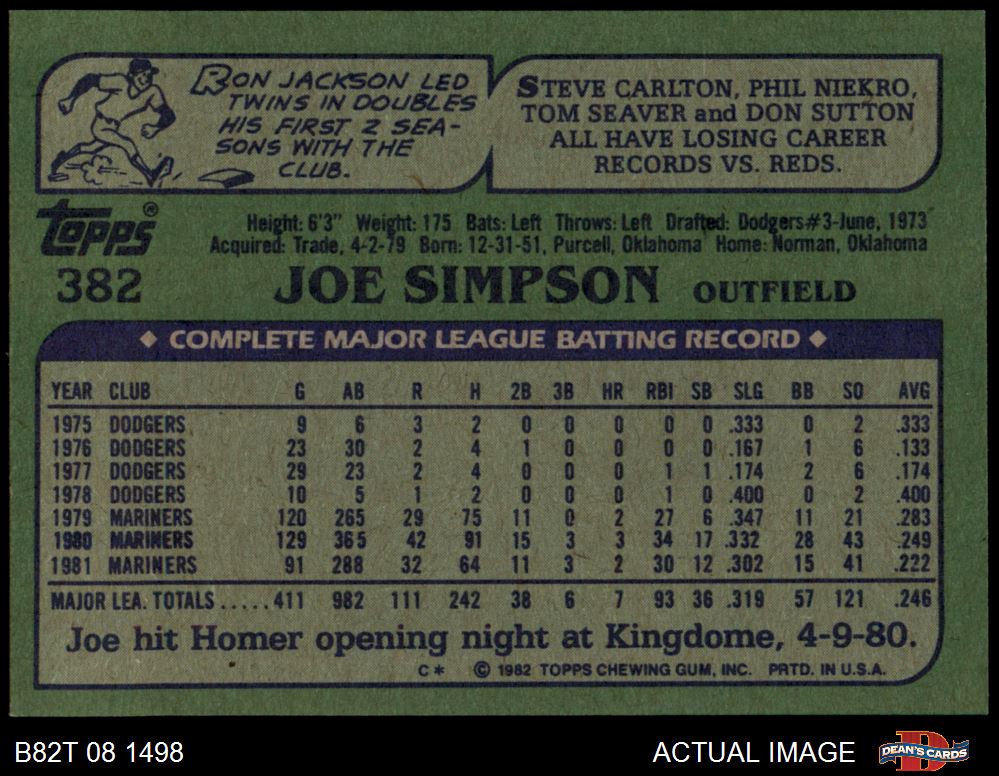 RON JACKSON LED
TWINS IN DOUBLES
HIS FIRST 2 SEA-
SONS WITH THE
CLUB.
STEVE CARLTON, PHIL NIEKRO,
TOM SEAVER and DON SUTTON
ALL HAVE LOSING CAREER
RECORDS VS. REDS.
Topps®
382
Height: 6'3" Weight: 175 Bats: Left Throws: Left Drafted: Dodgers#3-June, 1973
Acquired: Trade, 4-2-79 Born: 12-31-51, Purcell, Oklahoma Home: Norman, Oklahoma
JOE SIMPSON OUTFIELD
◆ COMPLETE MAJOR LEAGUE BATTING RECORD ◆
YEAR CLUB G AB R H 2B 3B HR RBI SB SLG BB SO AVG
1975 DODGERS 9 6 3 2 0 0 0 0 0 .333 0 2 .333
1976 DODGERS 23 30 2 4 1 0 0 0 0 .167 1 6 .133
1977 DODGERS 29 23 2 4 0 0 0 1 1 .174 2 6 .174
1978 DODGERS 10 5 1 2 0 0 0 1 0 .400 0 2 .400
1979 MARINERS 120 265 29 75 11 0 2 27 6 .347 11 21 .283
1980 MARINERS 129 365 42 91 15 3 3 34 17 .332 28 43 .249
1981 MARINERS 91 288 32 64 11 3 2 30 12 .302 15 41 .222
MAJOR LEA. TOTALS.....411 982 111 242 38 6 7 93 36 .319 57 121 .246
Joe hit Homer opening night at Kingdome, 4-9-80.
C* © 1982 TOPPS CHEWING GUM, INC. PRTD. IN U.S.A.
B82T 08 1498
ACTUAL IMAGE
DEAN'S CARDS